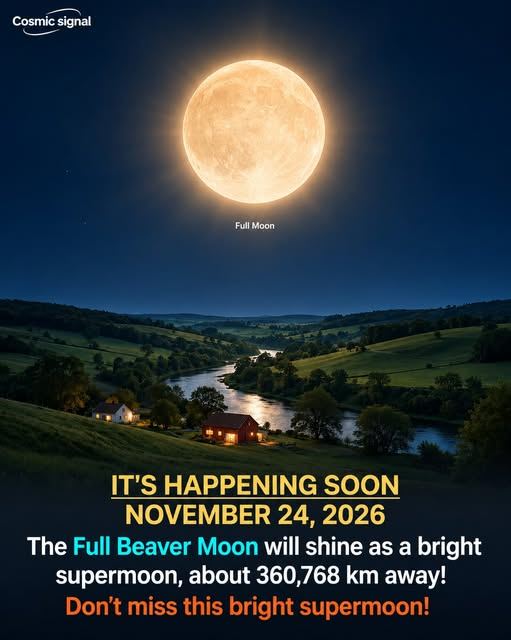 Cosmic signal
Full Moon
IT'S HAPPENING SOON
NOVEMBER 24, 2026
The Full Beaver Moon will shine as a bright
supermoon, about 360,768 km away!
Don't miss this bright supermoon!